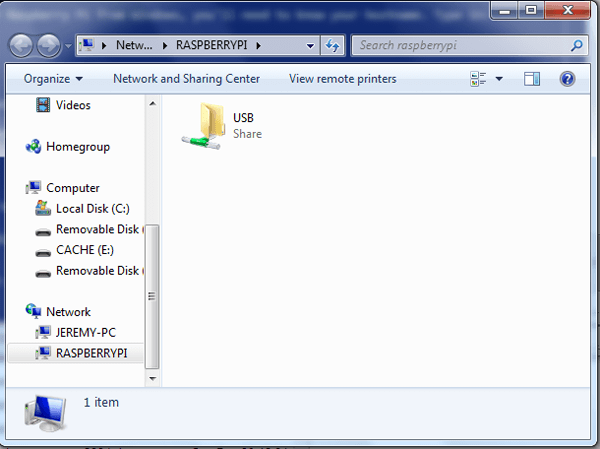 Netw... RASPBERRYPI
Search raspberrypi
Organize Network and Sharing Center View remote printers
Videos
Homegroup
Computer
Local Disk (C:)
Removable Disk (
CACHE (E:)
Removable Disk (
Network
JEREMY-PC
RASPBERRYPI
USB
Share
1 item